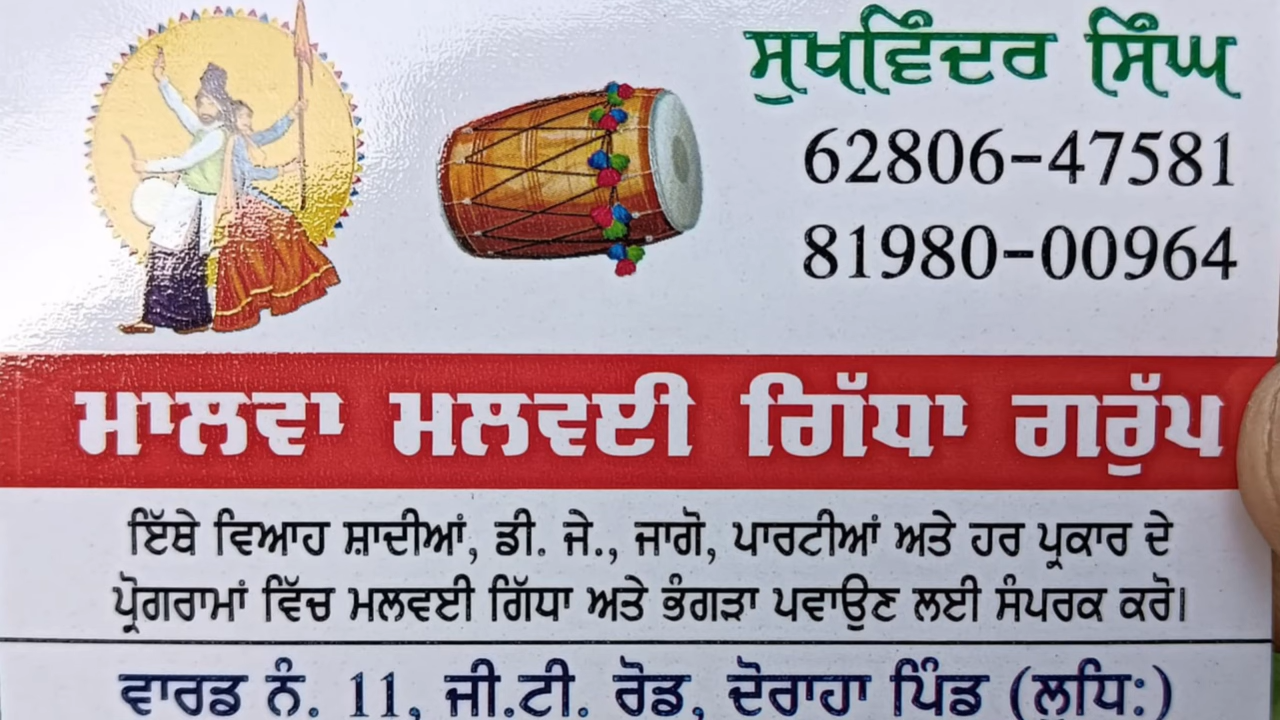 ਸੁਖਵਿੰਦਰ ਸਿੰਘ
62806-47581
81980-00964
ਮਾਲਵਾ ਮਲਵਈ ਗਿੱਧਾ ਗਰੁੱਪ
ਇੱਥੇ ਵਿਆਹ ਸ਼ਾਦੀਆਂ, ਡੀ. ਜੇ., ਜਾਗੋ, ਪਾਰਟੀਆਂ ਅਤੇ ਹਰ ਪ੍ਰਕਾਰ ਦੇ
ਪ੍ਰੋਗਰਾਮਾਂ ਵਿੱਚ ਮਲਵਈ ਗਿੱਧਾ ਅਤੇ ਭੰਗੜਾ ਪਵਾਉਣ ਲਈ ਸੰਪਰਕ ਕਰੋ।
ਵਾਰਡ ਨੰ. 11, ਜੀ.ਟੀ. ਰੋਡ, ਦੋਰਾਹਾ ਪਿੰਡ (ਲੁਧਿ:)